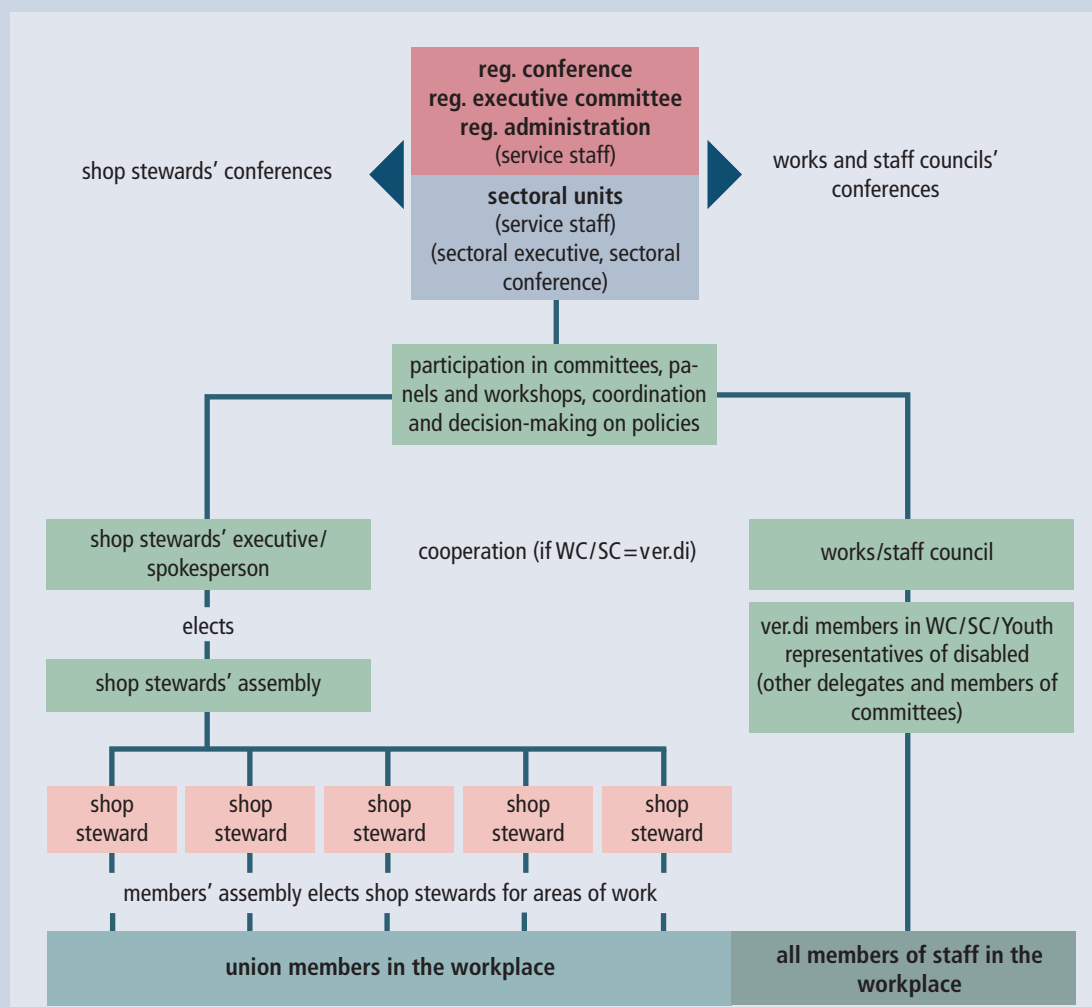 reg. conference
reg. executive committee
reg. administration
(service staff)
shop stewards’ conferences
works and staff councils’
conferences
sectoral units
(service staff)
(sectoral executive, sectoral
conference)
participation in committees, pa-
nels and workshops, coordination
and decision-making on policies
shop stewards’ executive/
spokesperson
cooperation (if WC/SC=ver.di)
works/staff council
elects
ver.di members in WC/SC/Youth
representatives of disabled
(other delegates and members of
committees)
shop stewards’ assembly
shop
steward
shop
steward
shop
steward
shop
steward
shop
steward
members’ assembly elects shop stewards for areas of work
union members in the workplace
all members of staff in the
workplace